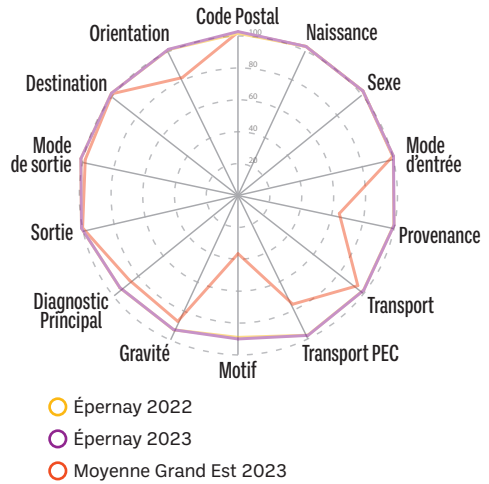 Code Postal
Naissance
Sexe
Mode
d'entrée
Provenance
Transport
Transport PEC
Motif
Gravité
Diagnostic
Principal
Sortie
Mode
de sortie
Destination
Orientation
100
80
60
40
20
Épernay 2022
Épernay 2023
Moyenne Grand Est 2023